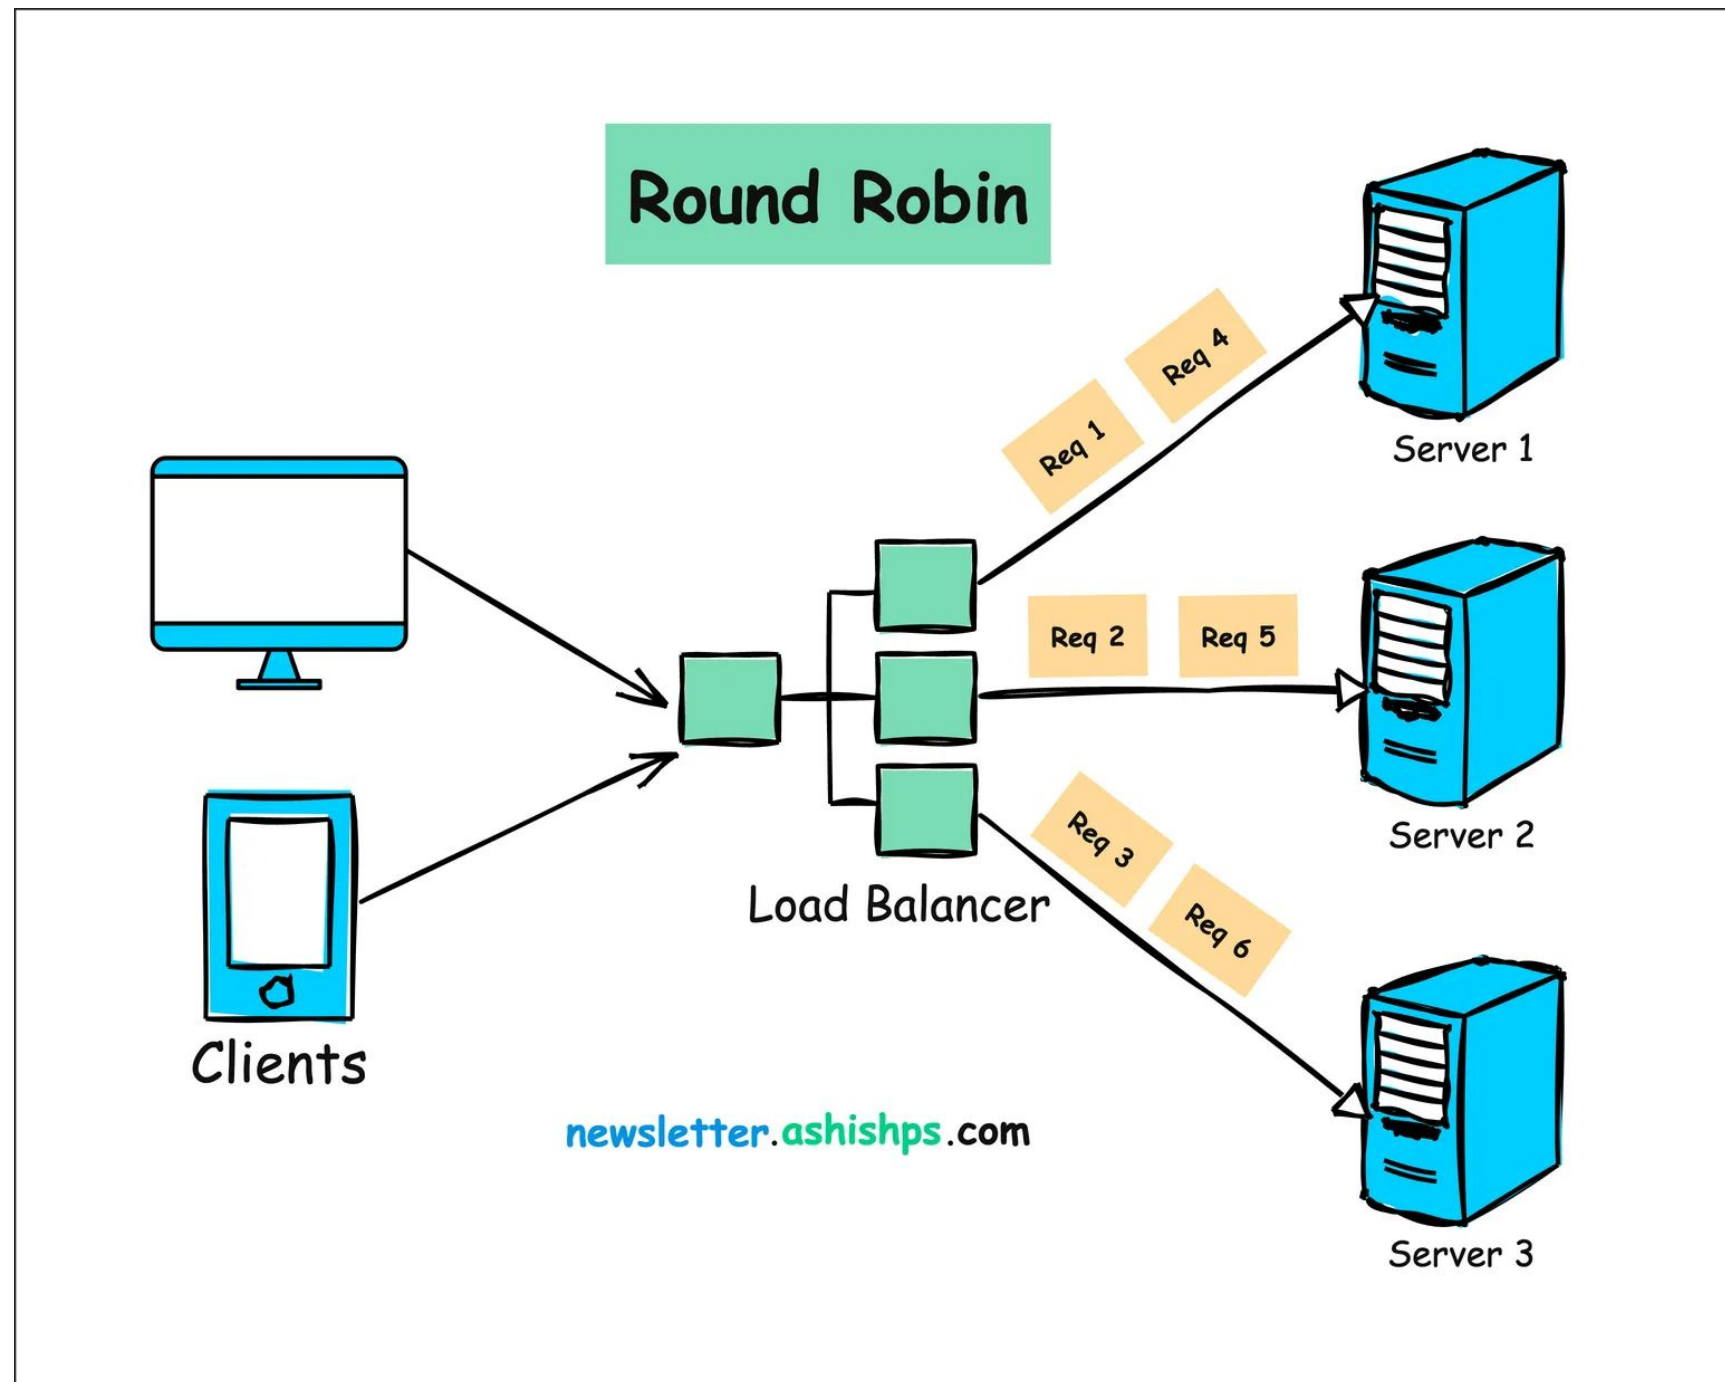 Round Robin
Req 1
Req 4
Server 1
Req 2
Req 5
Server 2
Req 3
Req 6
Load Balancer
Clients
newsletter.ashishps.com
Server 3